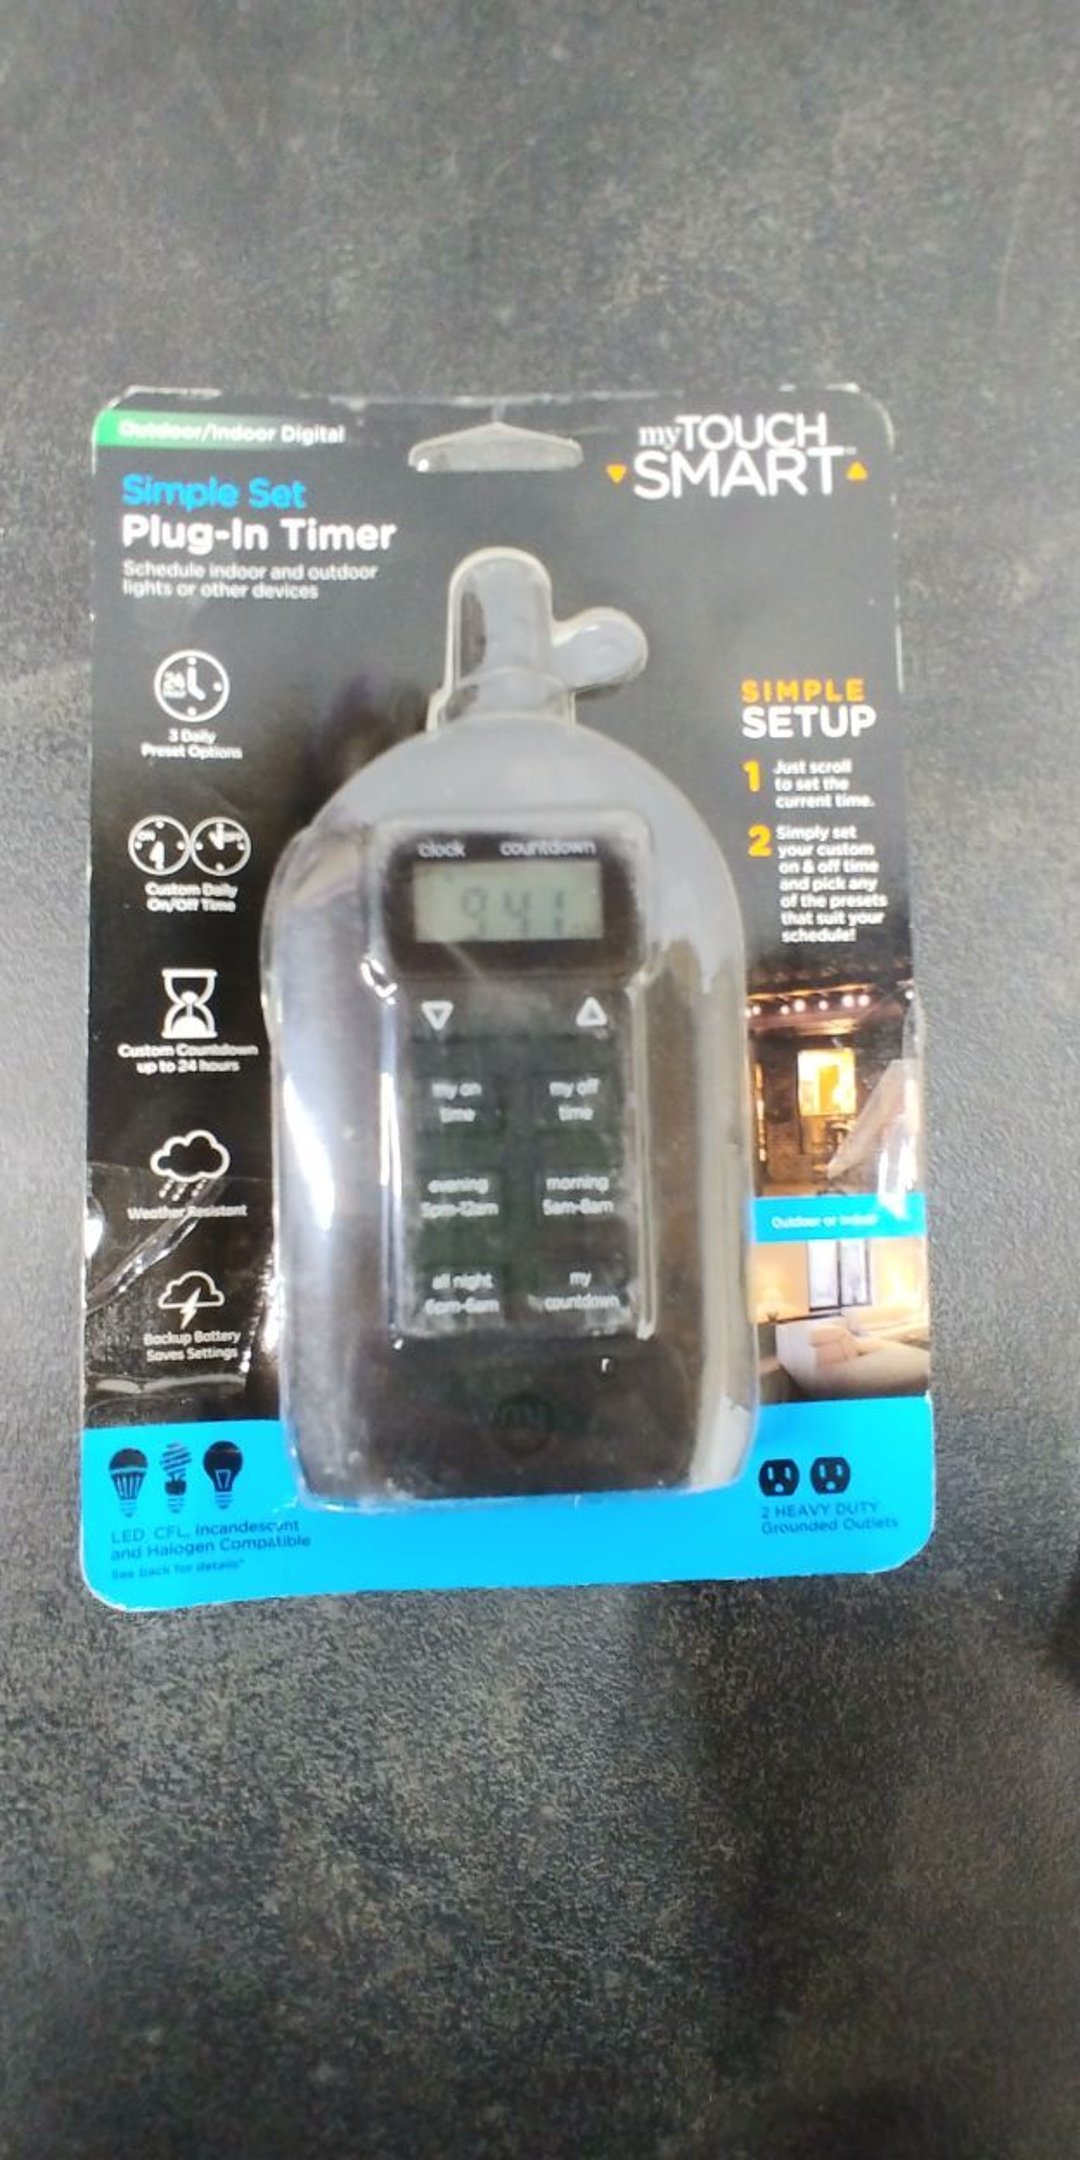 Outdoor/Indoor Digital
myTOUCH
SMART
Simple Set
Plug-In Timer
Schedule indoor and outdoor
lights or other devices
24
3 Daily
Preset Options
ON
OFF
Custom Daily
On/Off Time
Custom Countdown
up to 24 hours
Weather Resistant
Backup Battery
Saves Settings
clock countdown
9:41
my on
time
my off
time
evening
5pm-12am
morning
5am-8am
all night
6pm-6am
my
countdown
r
my
SIMPLE
SETUP
1 Just scroll
to set the
current time.
2 Simply set
your custom
on & off time
and pick any
of the presets
that suit your
schedule!
Outdoor or Indoor
LED, CFL, Incandescent
and Halogen Compatible
See back for details*
2 HEAVY DUTY
Grounded Outlets